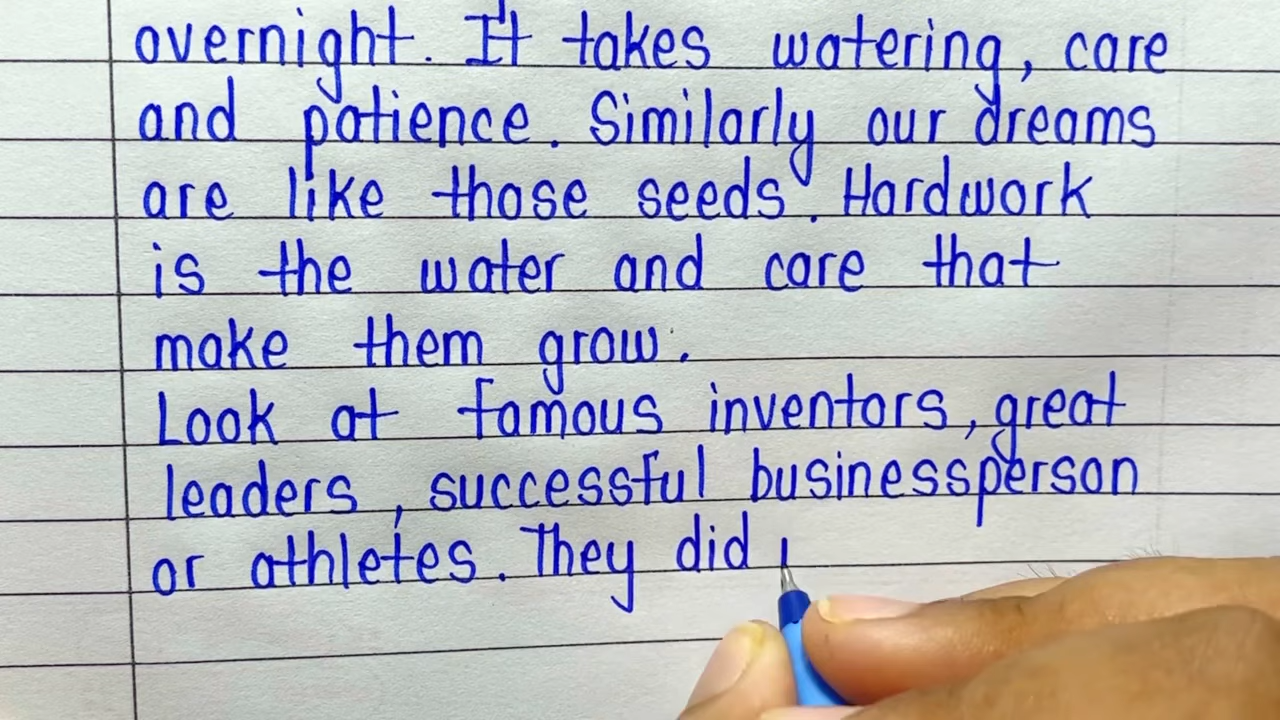 overnight. It takes watering, care
and patience. Similarly our dreams
are like those seeds. Hardwork
is the water and care that
make them grow.
Look at famous inventors, great
leaders, successful businessperson
or athletes. They did